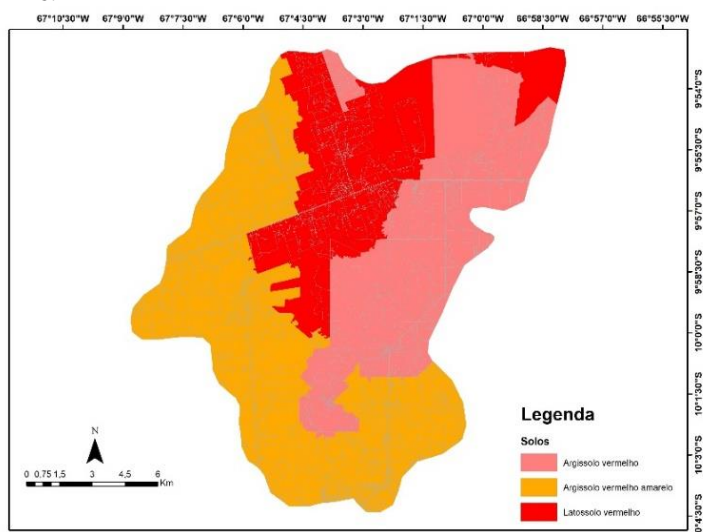 67°10'30"W 67°9'0"W 67°7'30"W 67°6'0"W 67°4'30"W 67°3'0"W 67°1'30"W 67°0'0"W 66°58'30"W 66°57'0"W 66°55'30"W
9°54'0"S
9°55'30"S
9°57'0"S
9°58'30"S
10°0'0"S
10°1'30"S
10°3'0"S
10°4'30"S
N
0 0,75 1,5 3 4,5 6
Km
Legenda
Solos
Argissolo vermelho
Argissolo vermelho amarelo
Latossolo vermelho